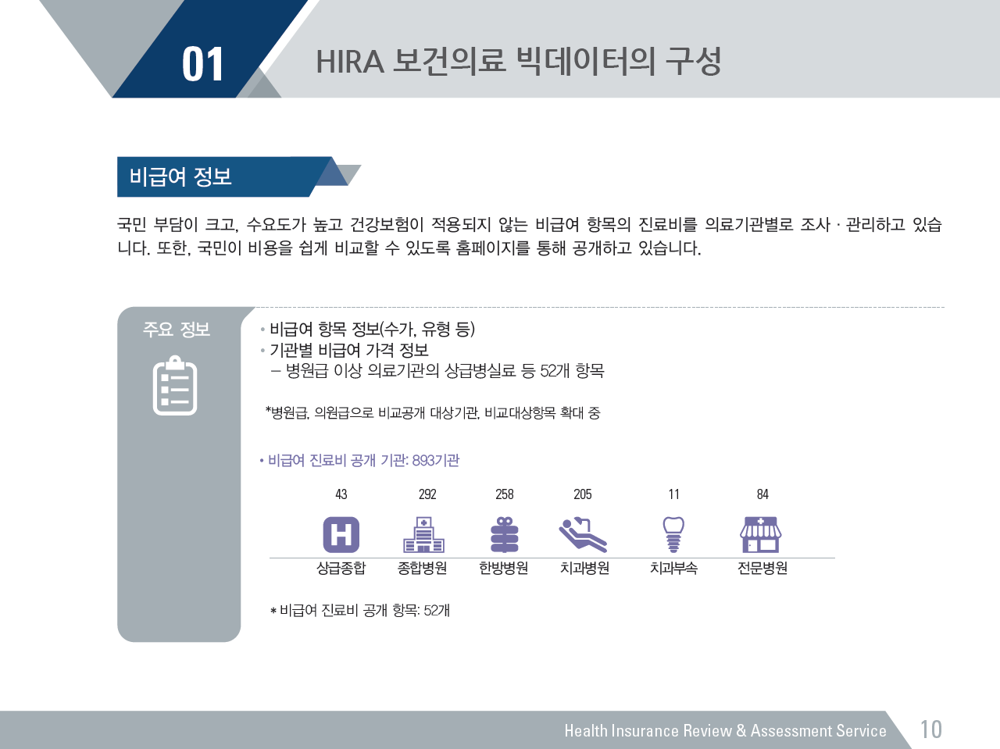 01
HIRA 보건의료 빅데이터의 구성
비급여 정보
국민 부담이 크고, 수요도가 높고 건강보험이 적용되지 않는 비급여 항목의 진료비를 의료기관별로 조사 · 관리하고 있습
니다. 또한, 국민이 비용을 쉽게 비교할 수 있도록 홈페이지를 통해 공개하고 있습니다.
주요 정보
• 비급여 항목 정보(수가, 유형 등)
• 기관별 비급여 가격 정보
– 병원급 이상 의료기관의 상급병실료 등 52개 항목
*병원급, 의원급으로 비교공개 대상기관, 비교대상항목 확대 중
• 비급여 진료비 공개 기관: 893기관
43 292 258 205 11 84
H
상급종합 종합병원 한방병원 치과병원 치과부속 전문병원
* 비급여 진료비 공개 항목: 52개
Health Insurance Review & Assessment Service 10